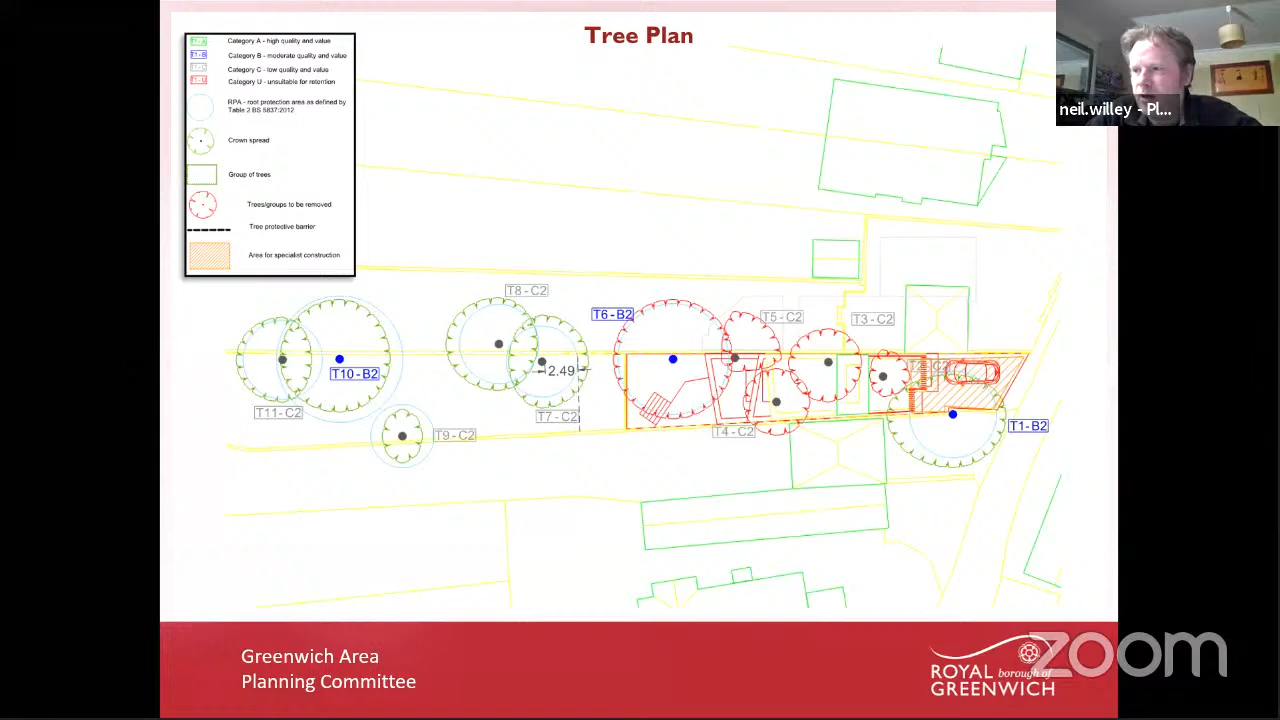 Tree Plan
T1 - A
Category A - high quality and value
T1 - B
Category B - moderate quality and value
Category C - low quality and value
T1 - U
Category U - unsuitable for retention
RPA - root protection area as defined by
Table 2 BS 5837:2012
Crown spread
Group of trees
Trees/groups to be removed
Tree protective barrier
Area for specialist construction
neil.willey - Pl...
T8 - C2
T6 - B2
T5 - C2
T3 - C2
2.49
T10 - B2
T11 - C2
T7 - C2
T9 - C2
T4 - C2
T1 - B2
Greenwich Area
Planning Committee
ROYAL borough of
GREENWICH
zoom